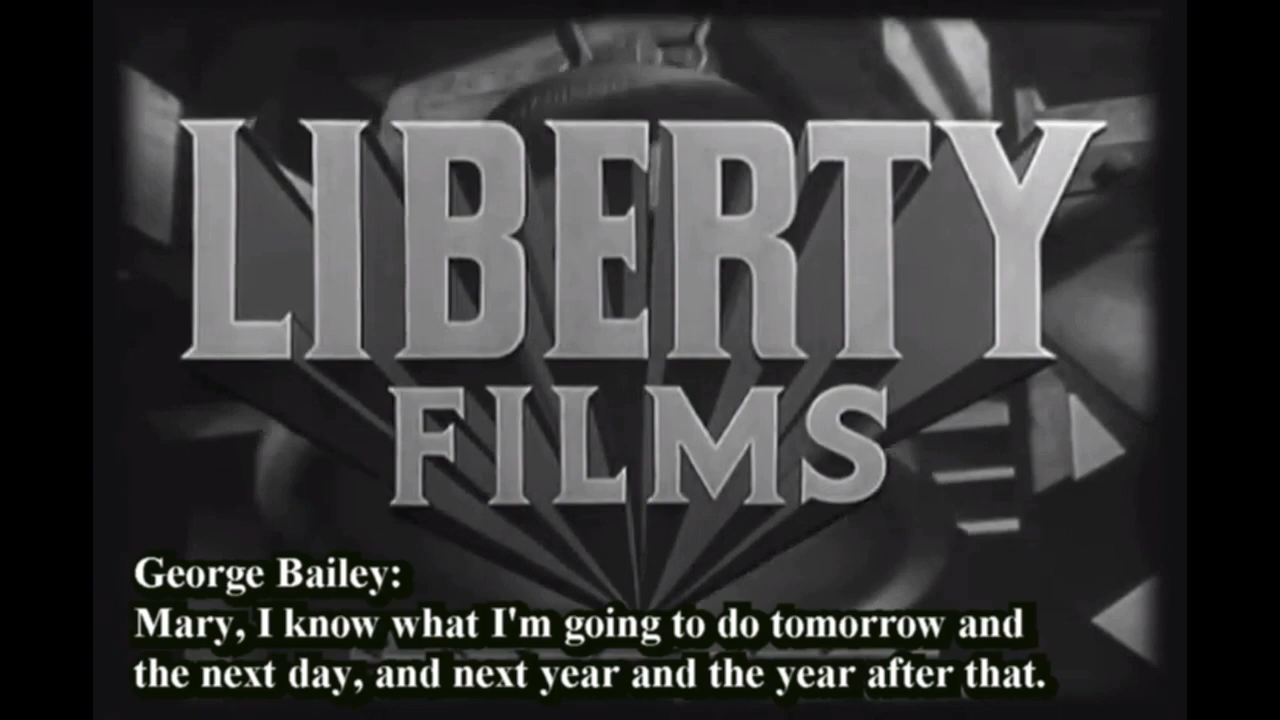 LIBERTY
FILMS
George Bailey:
Mary, I know what I'm going to do tomorrow and
the next day, and next year and the year after that.